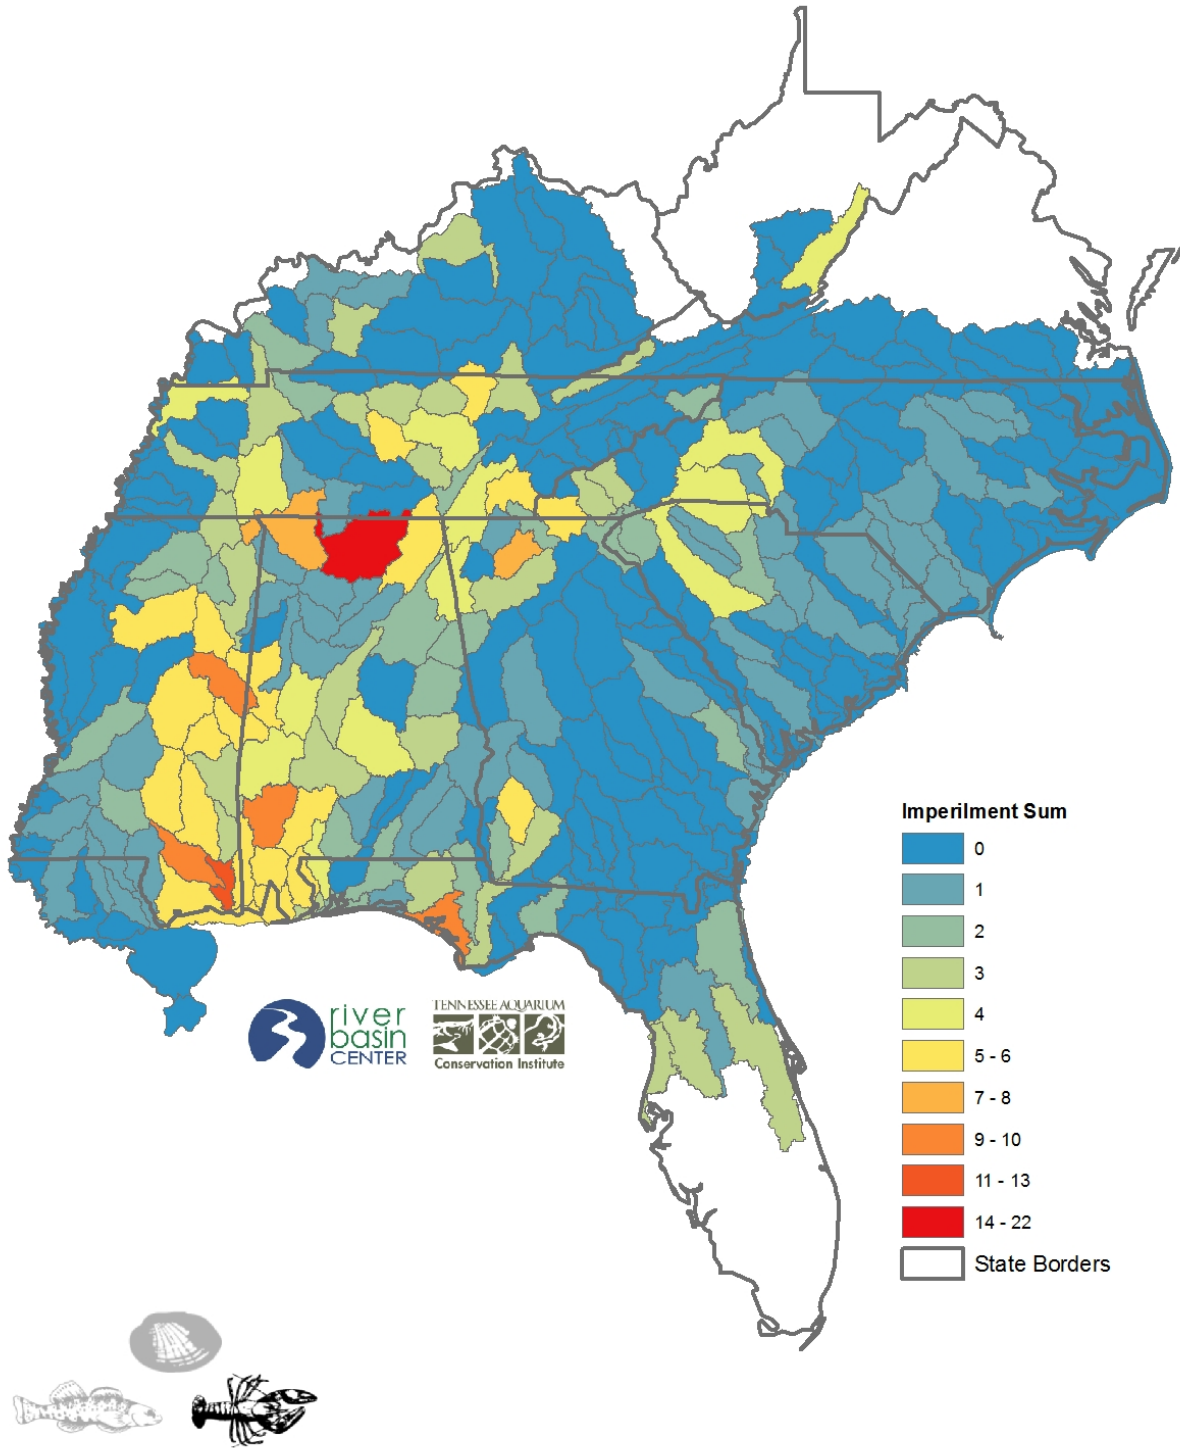 Imperilment Sum
0
1
2
3
4
5 - 6
7 - 8
9 - 10
11 - 13
14 - 22
State Borders
river
basin
CENTER
TENNESSEE AQUARIUM
Conservation Institute